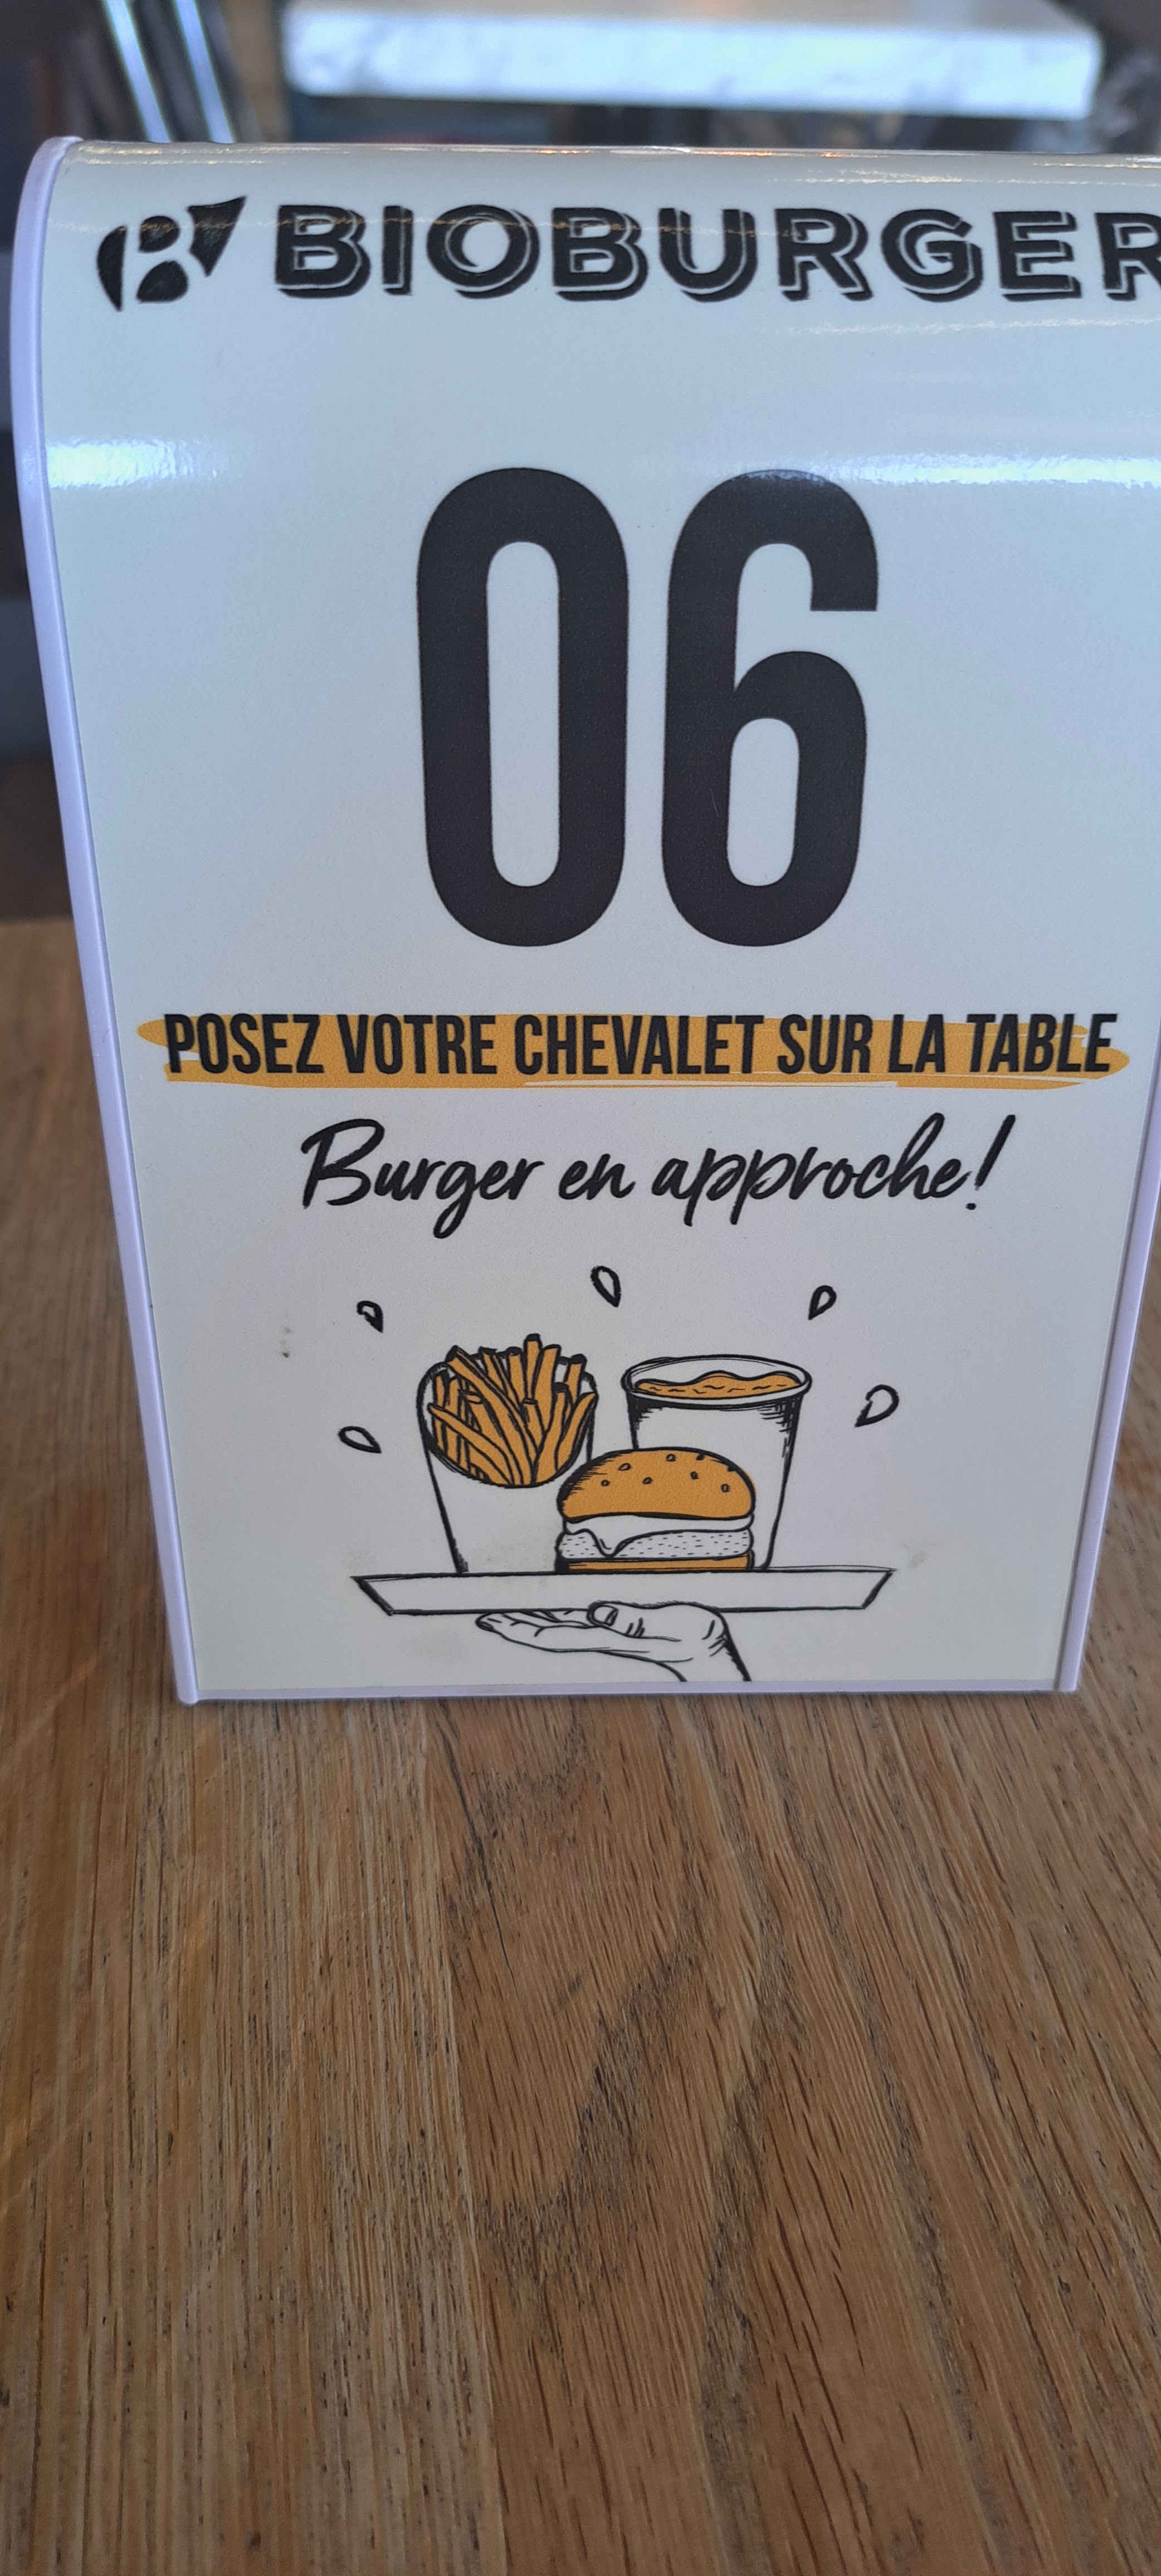 BIOBURGER
06
POSEZ VOTRE CHEVALET SUR LA TABLE
Burger en approche!